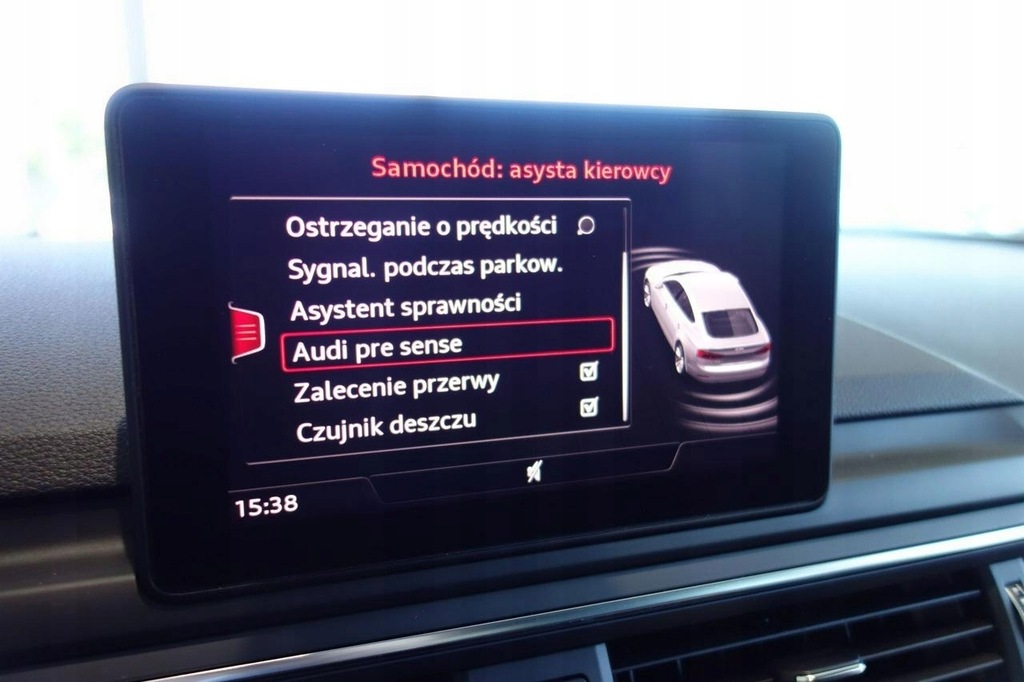 Samochód: asysta kierowcy
Ostrzeganie o prędkości
Sygnal. podczas parkow.
Asystent sprawności
Audi pre sense
Zalecenie przerwy
Czujnik deszczu
15:38